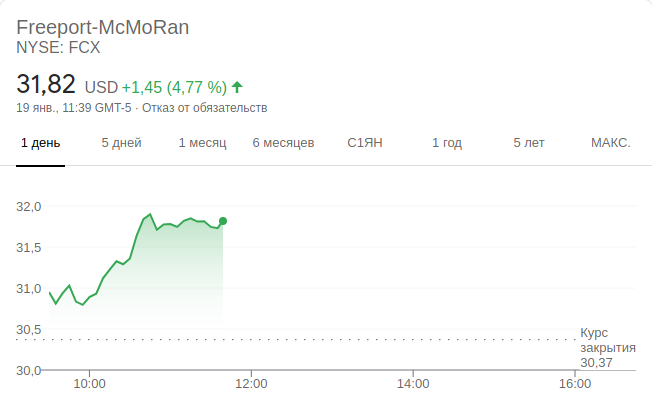 Freeport-McMoRan
NYSE: FCX
31,82 USD +1,45 (4,77 %)
19 янв., 11:39 GMT-5 · Отказ от обязательств
1 день 5 дней 1 месяц 6 месяцев С1ЯН 1 год 5 лет МАКС.
32,0
31,5
31,0
30,5
30,0
Курс
закрытия
30,37
10:00 12:00 14:00 16:00